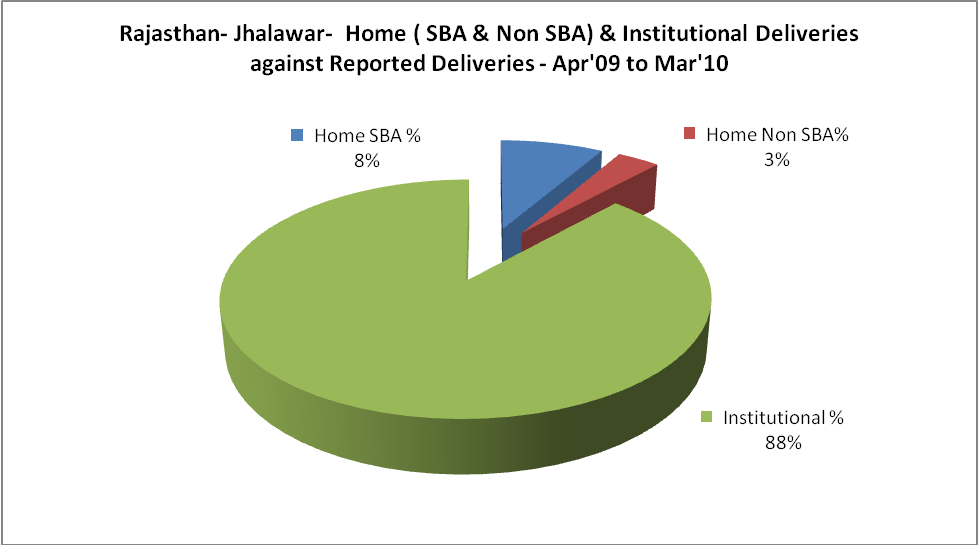 Rajasthan- Jhalawar- Home ( SBA & Non SBA) & Institutional Deliveries
against Reported Deliveries - Apr'09 to Mar'10
Home SBA %
8%
Home Non SBA%
3%
Institutional %
88%